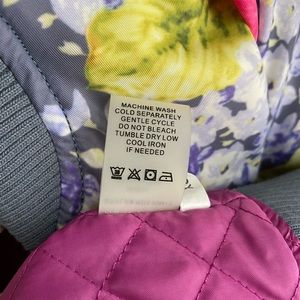 MACHINE WASH
COLD SEPARATELY
GENTLE CYCLE
DO NOT BLEACH
TUMBLE DRY LOW
COOL IRON
IF NEEDED